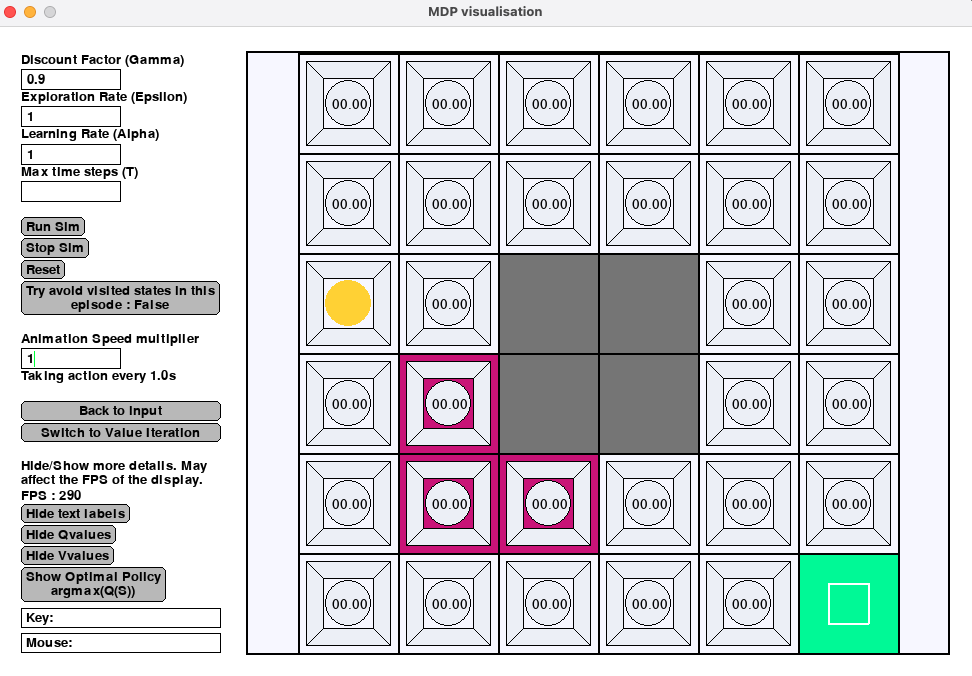 MDP visualisation
Discount Factor (Gamma)
0.9
Exploration Rate (Epsilon)
1
Learning Rate (Alpha)
1
Max time steps (T)
Run Sim
Stop Sim
Reset
Try avoid visited states in this
episode : False
Animation Speed multiplier
1
Taking action every 1.0s
Back to input
Switch to Value Iteration
Hide/Show more details. May
affect the FPS of the display.
FPS : 290
Hide text labels
Hide Qvalues
Hide Vvalues
Show Optimal Policy
argmax(Q(S))
Key:
Mouse:
00.00 00.00 00.00 00.00 00.00 00.00
00.00 00.00 00.00 00.00 00.00 00.00
00.00 00.00 00.00
00.00 00.00 00.00 00.00
00.00 00.00 00.00 00.00 00.00 00.00
00.00 00.00 00.00 00.00 00.00